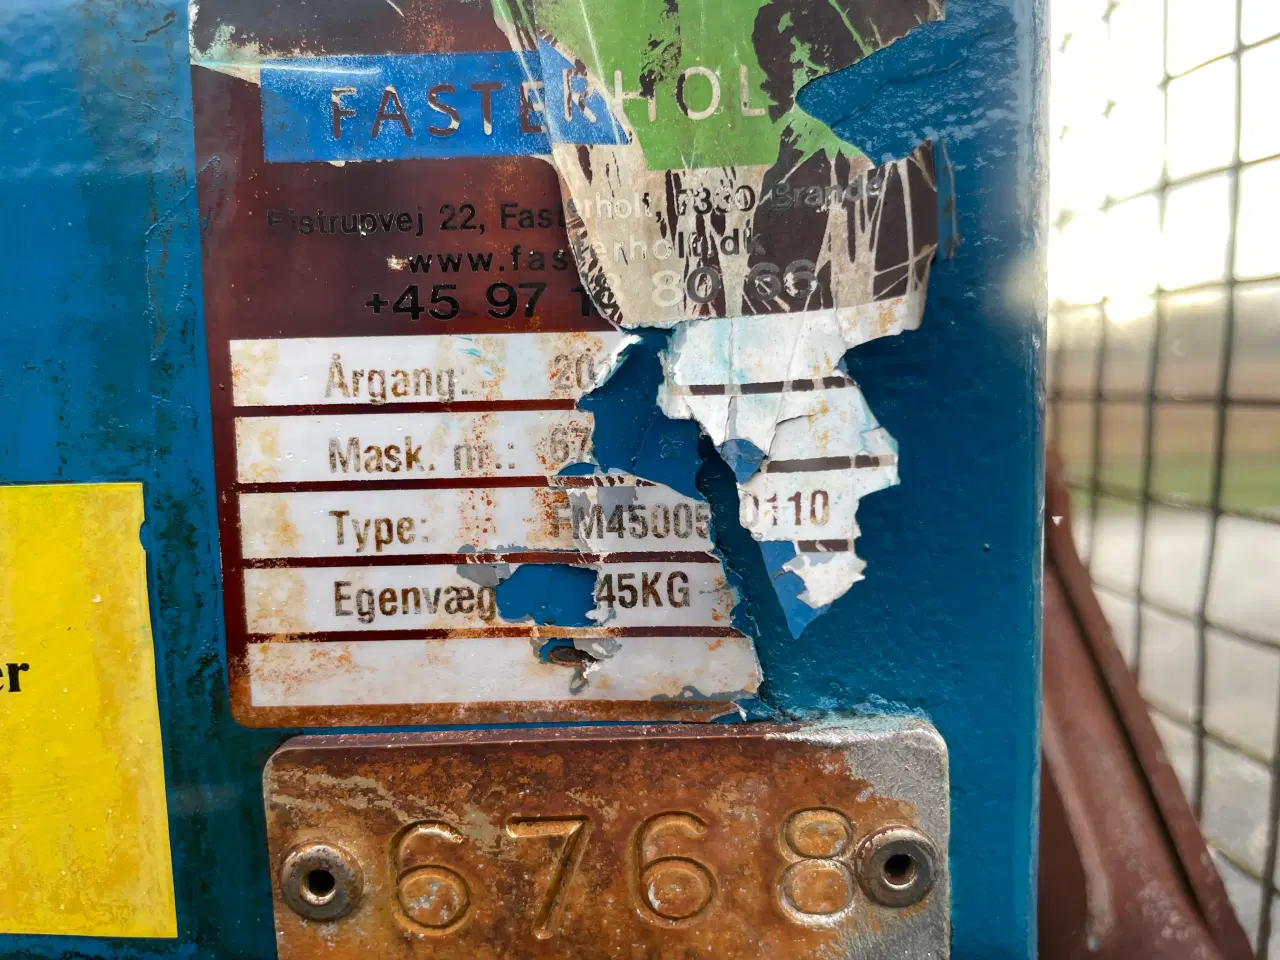 FASTERHOL
Ejstrupvej 22, Fasterholt, 7330 Brande
www.fasterholt.dk
+45 97 1 80 66
Årgang: 20
Mask. nr.: 67
Type: FM45005 0110
Egenvæg 45KG
er
6768